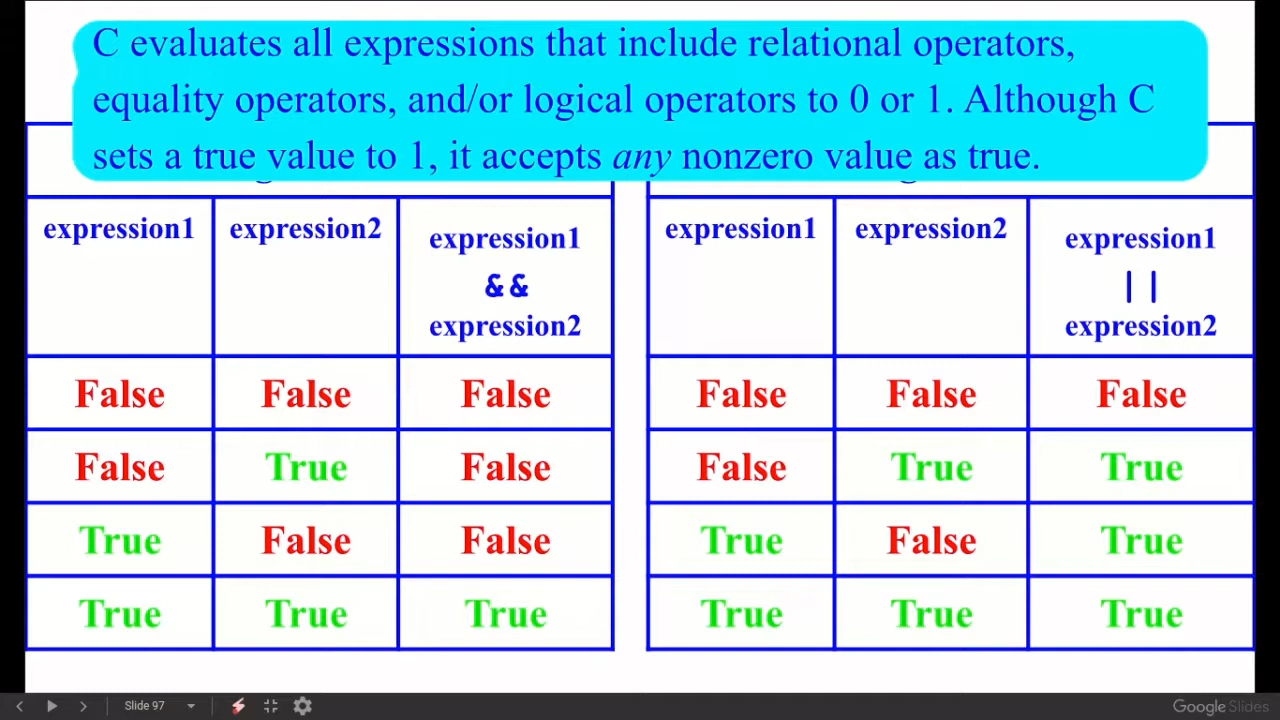 C evaluates all expressions that include relational operators,
equality operators, and/or logical operators to 0 or 1. Although C
sets a true value to 1, it accepts any nonzero value as true.
expression1 expression2 expression1 && expression2
False False False
False True False
True False False
True True True
expression1 expression2 expression1 || expression2
False False False
False True True
True False True
True True True
Slide 97
Google Slides